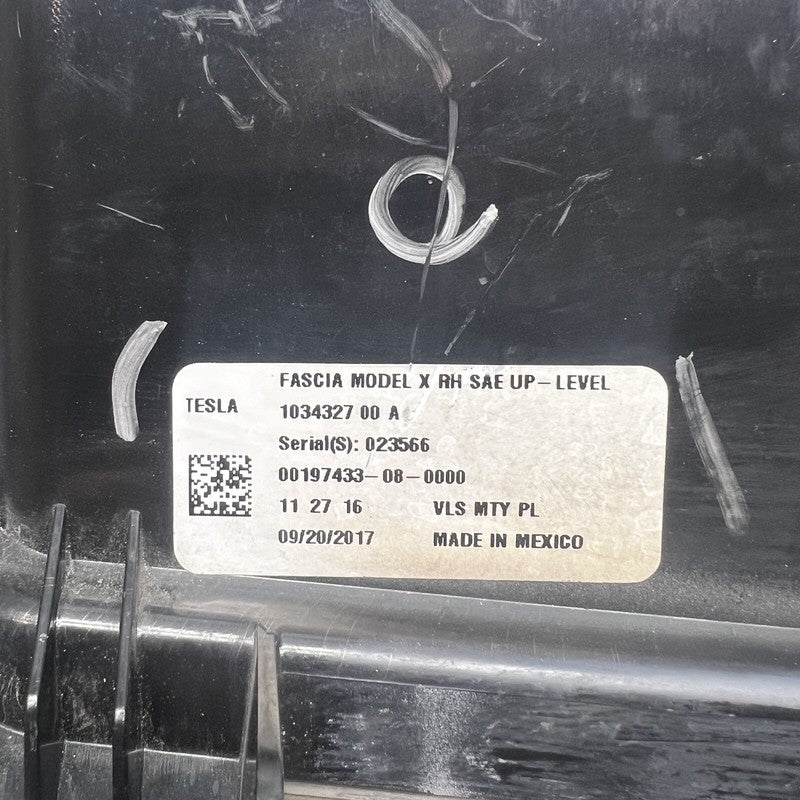 FASCIA MODEL X RH SAE UP-LEVEL
TESLA 1034327 00 A
Serial(S): 023566
00197433-08-0000
11 27 16 VLS MTY PL
09/20/2017 MADE IN MEXICO